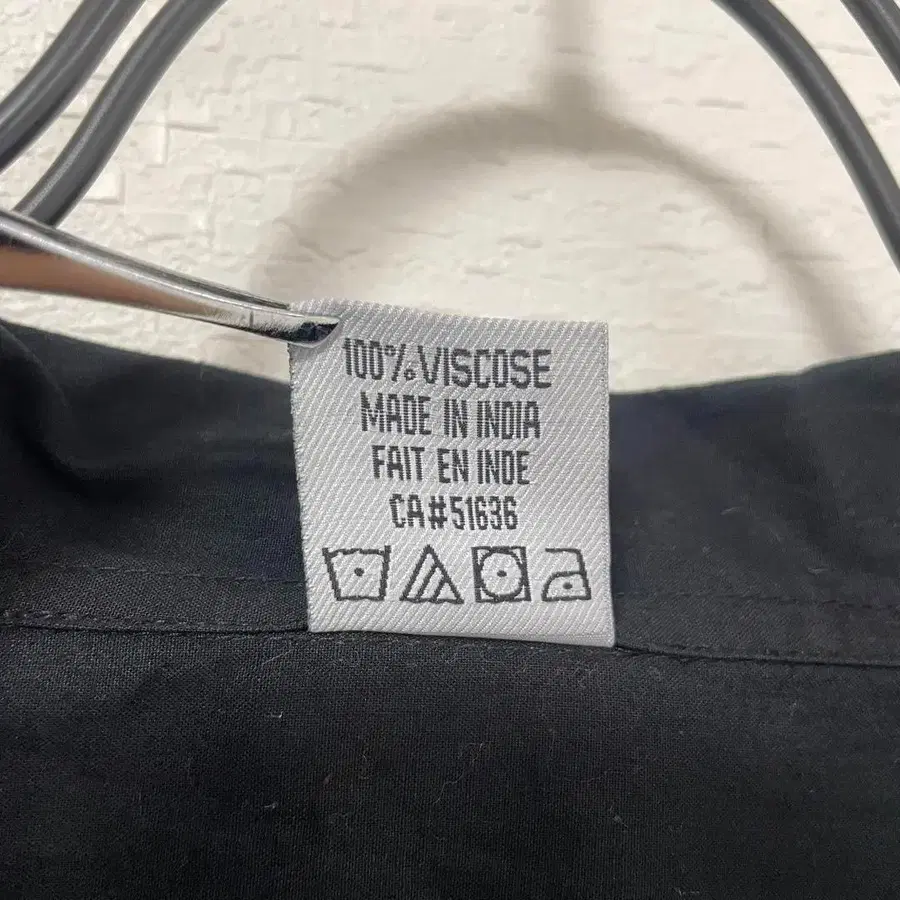 100% VISCOSE
MADE IN INDIA
FAIT EN INDE
CA#51636